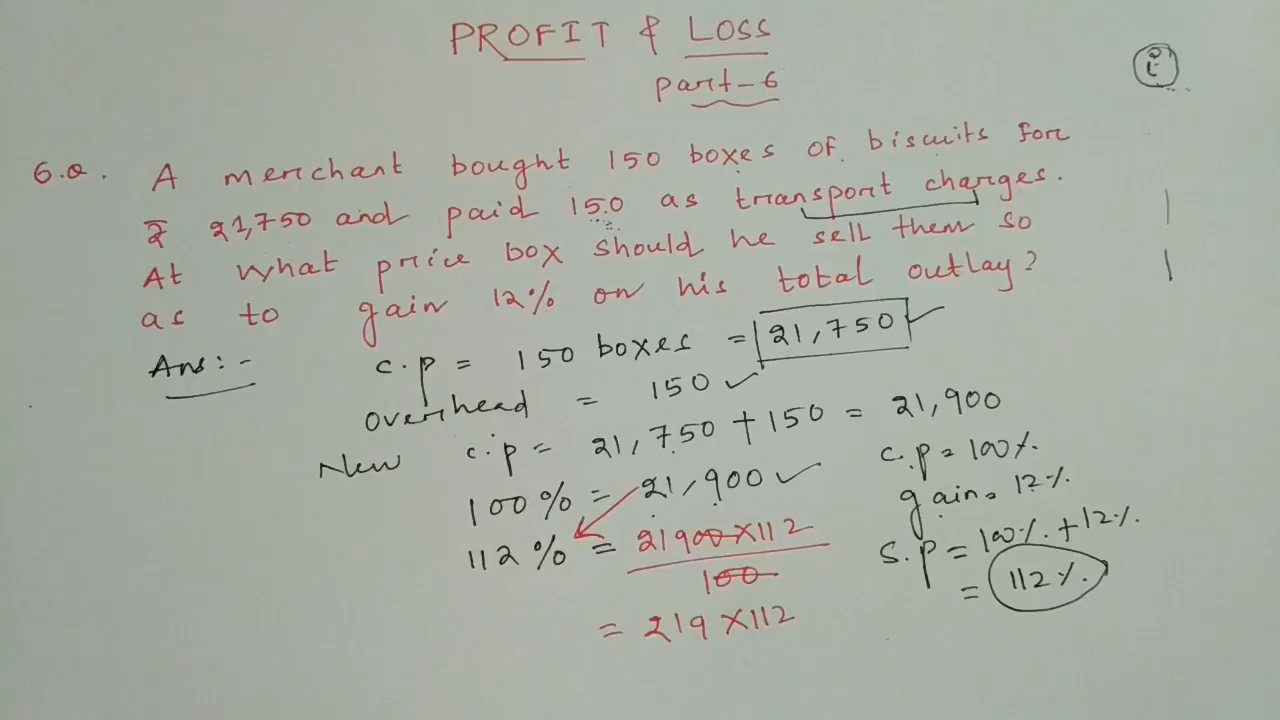 PROFIT & LOSS
part-6
6.Q. A merchant bought 150 boxes of biscuits for
₹ 21,750 and paid 150 as transport charges.
At what price box should he sell them so
as to gain 12% on his total outlay?
Ans:- C.p = 150 boxes = 21,750
overhead = 150
New C.p = 21,750 + 150 = 21,900
100% = 21,900
112% = 21900 X 112
100
= 219 X 112
C.p = 100%
gain = 12%
S.p = 100% + 12%
= 112%